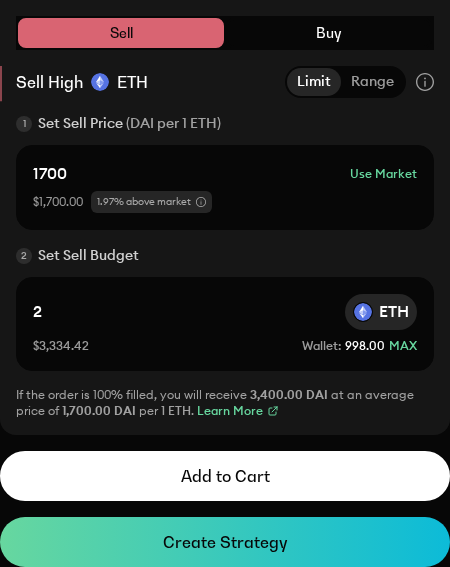 Sell Buy
Sell High ETH Limit Range
1 Set Sell Price (DAI per 1 ETH)
1700 Use Market
$1,700.00 1.97% above market
2 Set Sell Budget
2 ETH
$3,334.42 Wallet: 998.00 MAX
If the order is 100% filled, you will receive 3,400.00 DAI at an average
price of 1,700.00 DAI per 1 ETH. Learn More
Add to Cart
Create Strategy